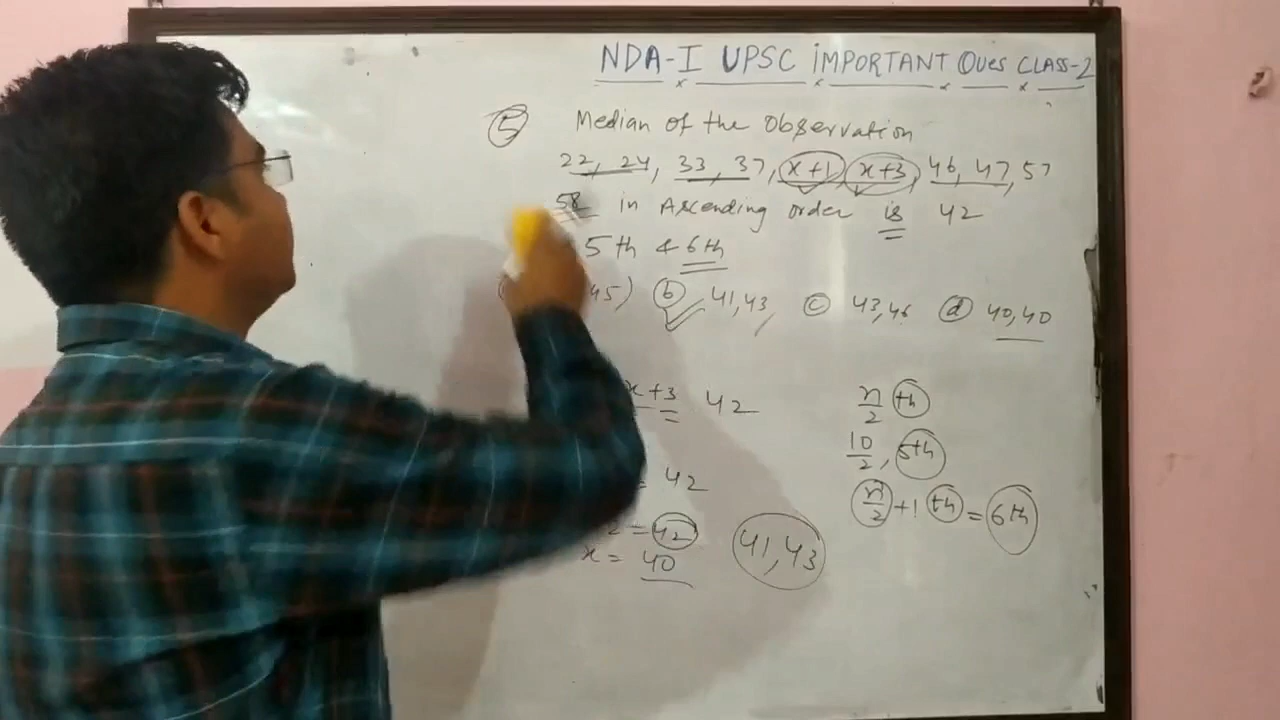 NDA-I UPSC IMPORTANT QUES CLASS-2
⑤ Median of the Observation
22, 24, 33, 37, x+1, x+3, 46, 47, 57
58 in Ascending order is 42
5th & 6th
45) ⓑ 41,43 ⓒ 43,46 ⓓ 40,40
x+3 42
= 42
2 = 42
x = 40
41,43
n/2 th
10/2, 5th
n/2 +1 th = 6th